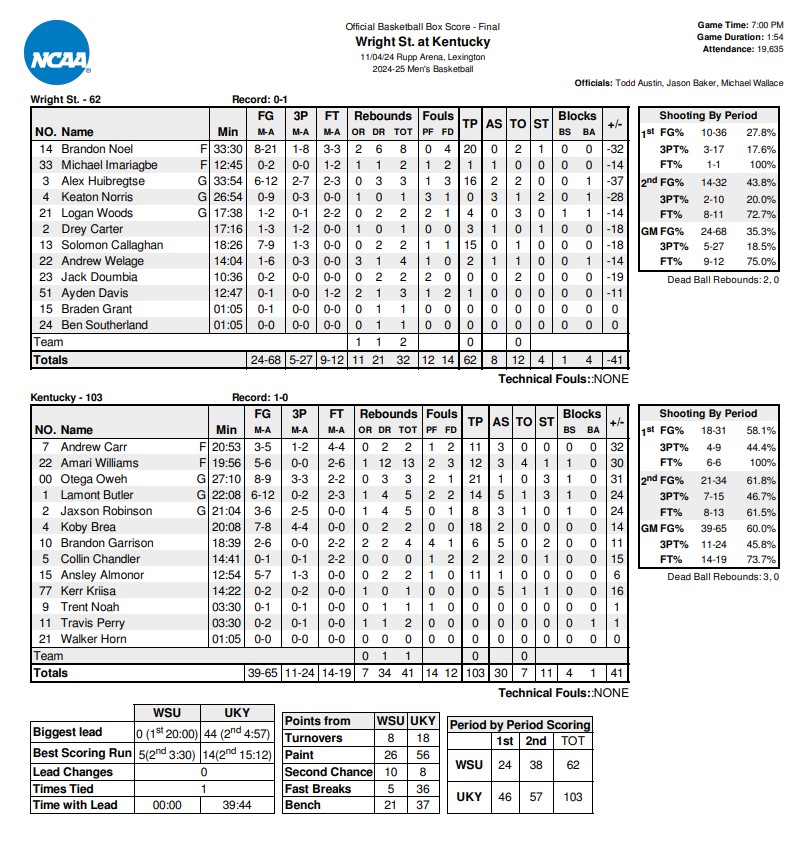 NCAA
Official Basketball Box Score - Final
Wright St. at Kentucky
11/04/24 Rupp Arena, Lexington
2024-25 Men's Basketball
Game Time: 7:00 PM
Game Duration: 1:54
Attendance: 19,635
Officials: Todd Austin, Jason Baker, Michael Wallace
Wright St. - 62 Record: 0-1
FG 3P FT Rebounds Fouls Blocks
NO. Name Min M-A M-A M-A OR DR TOT PF FD TP AS TO ST BS BA +/-
14 Brandon Noel F 33:30 8-21 1-8 3-3 2 6 8 0 4 20 0 2 1 0 0 -32
33 Michael Imariagbe F 12:45 0-2 0-0 1-2 1 1 2 1 2 1 1 0 0 0 1 -14
3 Alex Huibregtse G 33:54 6-12 2-7 2-3 0 3 3 1 3 16 2 2 0 0 1 -37
4 Keaton Norris G 26:54 0-9 0-3 0-0 1 0 1 3 1 0 3 1 2 0 1 -28
21 Logan Woods G 17:38 1-2 0-1 2-2 0 2 2 2 1 4 0 3 0 1 1 -14
2 Drey Carter 17:16 1-3 1-2 0-0 1 0 1 0 0 3 1 0 1 0 0 -18
13 Solomon Callaghan 18:26 7-9 1-3 0-0 0 2 2 1 1 15 0 1 0 0 0 -18
22 Andrew Welage 14:04 1-6 0-3 0-0 3 1 4 1 0 2 1 1 0 0 0 -14
23 Jack Doumbia 10:36 0-2 0-0 0-0 0 2 2 2 0 0 0 2 0 0 0 -19
51 Ayden Davis 12:47 0-1 0-0 1-2 2 1 3 1 2 1 0 0 0 0 0 -11
15 Braden Grant 01:05 0-1 0-0 0-0 0 0 0 0 0 0 0 0 0 0 0 0
24 Ben Southerland 01:05 0-0 0-0 0-0 0 0 0 0 0 0 0 0 0 0 0 0
Team 1 1 2 0 0
Totals 24-68 5-27 9-12 11 21 32 12 14 62 8 12 4 1 4 -41
Technical Fouls::NONE
Shooting By Period
1st FG% 10-36 27.8%
3PT% 3-17 17.6%
FT% 1-1 100%
2nd FG% 14-32 43.8%
3PT% 2-10 20.0%
FT% 8-11 72.7%
GM FG% 24-68 35.3%
3PT% 5-27 18.5%
FT% 9-12 75.0%
Dead Ball Rebounds: 2, 0
Kentucky - 103 Record: 1-0
FG 3P FT Rebounds Fouls Blocks
NO. Name Min M-A M-A M-A OR DR TOT PF FD TP AS TO ST BS BA +/-
7 Andrew Carr F 20:53 3-5 1-2 4-4 0 2 2 1 2 11 3 0 0 0 0 32
22 Amari Williams F 19:56 5-6 0-0 2-6 1 12 13 2 3 12 3 4 1 1 0 30
00 Otega Oweh G 27:10 8-9 3-3 2-2 0 3 3 2 1 21 1 0 3 1 0 31
1 Lamont Butler G 22:08 6-12 0-2 2-3 1 4 5 2 2 14 5 1 3 1 0 24
2 Jaxson Robinson G 21:04 3-6 2-5 0-0 1 4 5 1 0 8 3 1 0 1 0 24
4 Koby Brea 20:08 7-8 4-4 0-0 0 2 2 0 0 18 2 0 0 0 0 14
10 Brandon Garrison 18:39 2-6 0-0 2-2 2 2 4 4 1 6 5 0 2 0 0 11
5 Collin Chandler 14:41 0-1 0-1 2-2 0 0 0 1 2 2 2 0 1 0 0 15
15 Ansley Almonor 12:54 5-7 1-3 0-0 0 2 2 1 0 11 1 0 0 0 0 6
77 Kerr Kriisa 14:22 0-2 0-2 0-0 1 0 1 0 0 0 5 1 1 0 0 16
9 Trent Noah 03:30 0-1 0-1 0-0 0 1 1 1 0 0 0 0 0 0 0 1
11 Travis Perry 03:30 0-2 0-1 0-0 1 1 2 0 0 0 0 0 0 0 1 1
21 Walker Horn 01:05 0-0 0-0 0-0 0 0 0 0 0 0 0 0 0 0 0 0
Team 0 1 1 0 0
Totals 39-65 11-24 14-19 7 34 41 14 12 103 30 7 11 4 1 41
Technical Fouls::NONE
Shooting By Period
1st FG% 18-31 58.1%
3PT% 4-9 44.4%
FT% 6-6 100%
2nd FG% 21-34 61.8%
3PT% 7-15 46.7%
FT% 8-13 61.5%
GM FG% 39-65 60.0%
3PT% 11-24 45.8%
FT% 14-19 73.7%
Dead Ball Rebounds: 3, 0
WSU UKY
Biggest lead 0 (1st 20:00) 44 (2nd 4:57)
Best Scoring Run 5(2nd 3:30) 14(2nd 15:12)
Lead Changes 0
Times Tied 1
Time with Lead 00:00 39:44
Points from WSU UKY
Turnovers 8 18
Paint 26 56
Second Chance 10 8
Fast Breaks 5 36
Bench 21 37
Period by Period Scoring
1st 2nd TOT
WSU 24 38 62
UKY 46 57 103